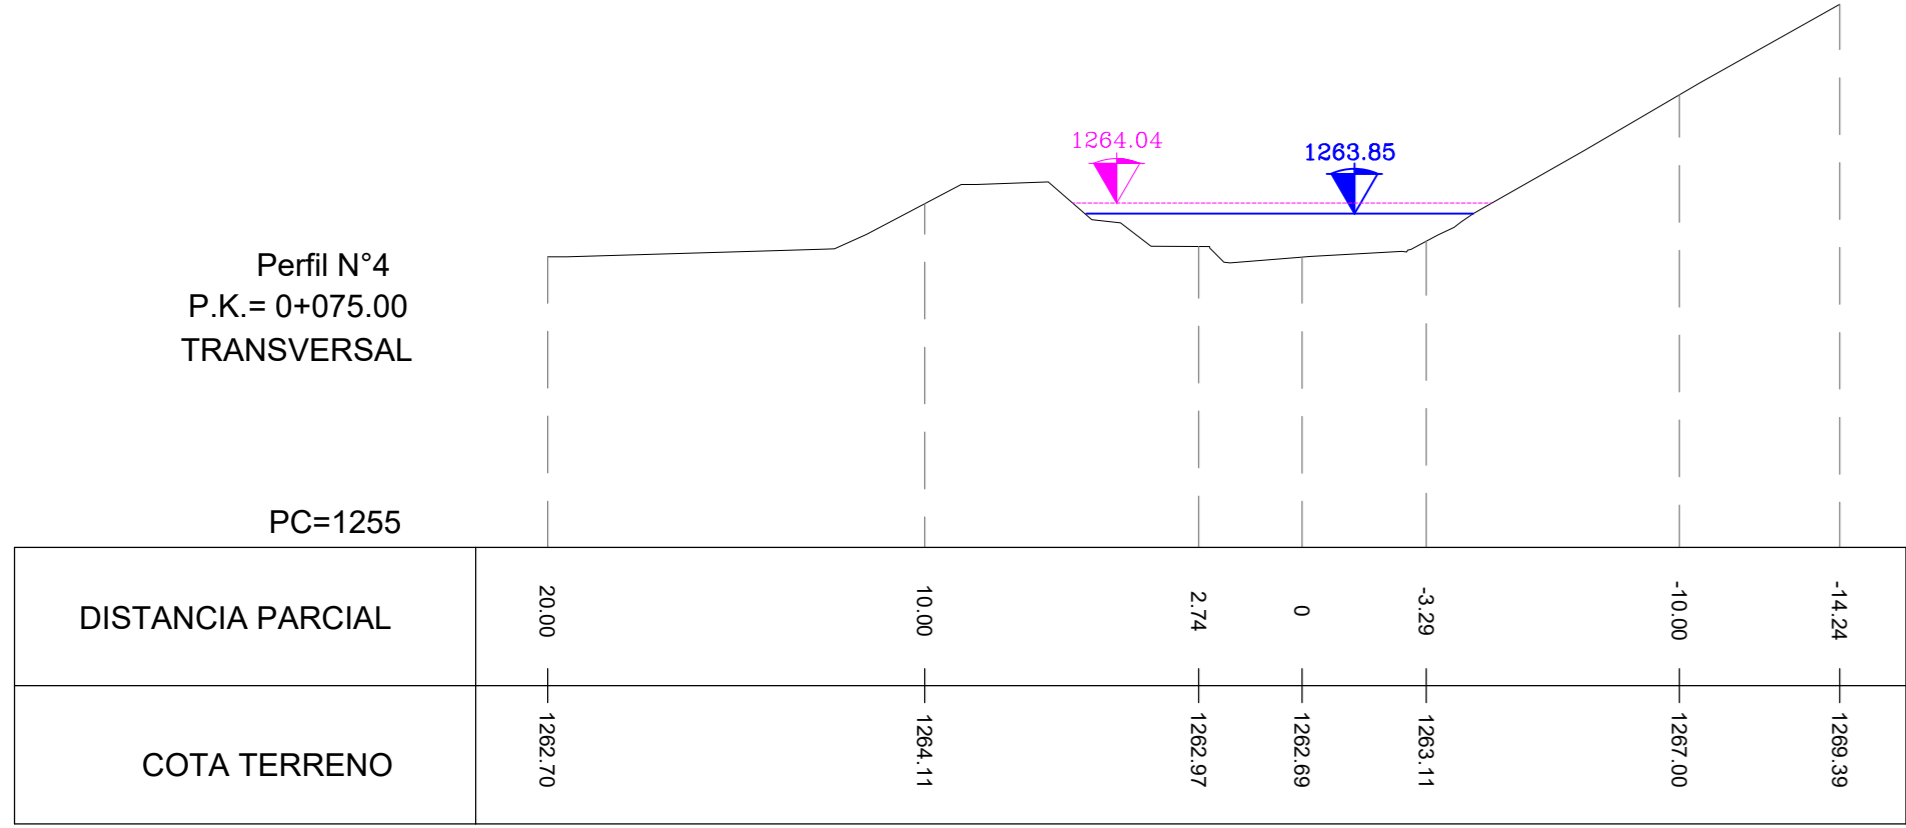 1264.04
1263.85
Perfil N°4
P.K.= 0+075.00
TRANSVERSAL
PC=1255
DISTANCIA PARCIAL
20.00
10.00
2.74
0
-3.29
-10.00
-14.24
COTA TERRENO
1262.70
1264.11
1262.97
1262.69
1263.11
1267.00
1269.39